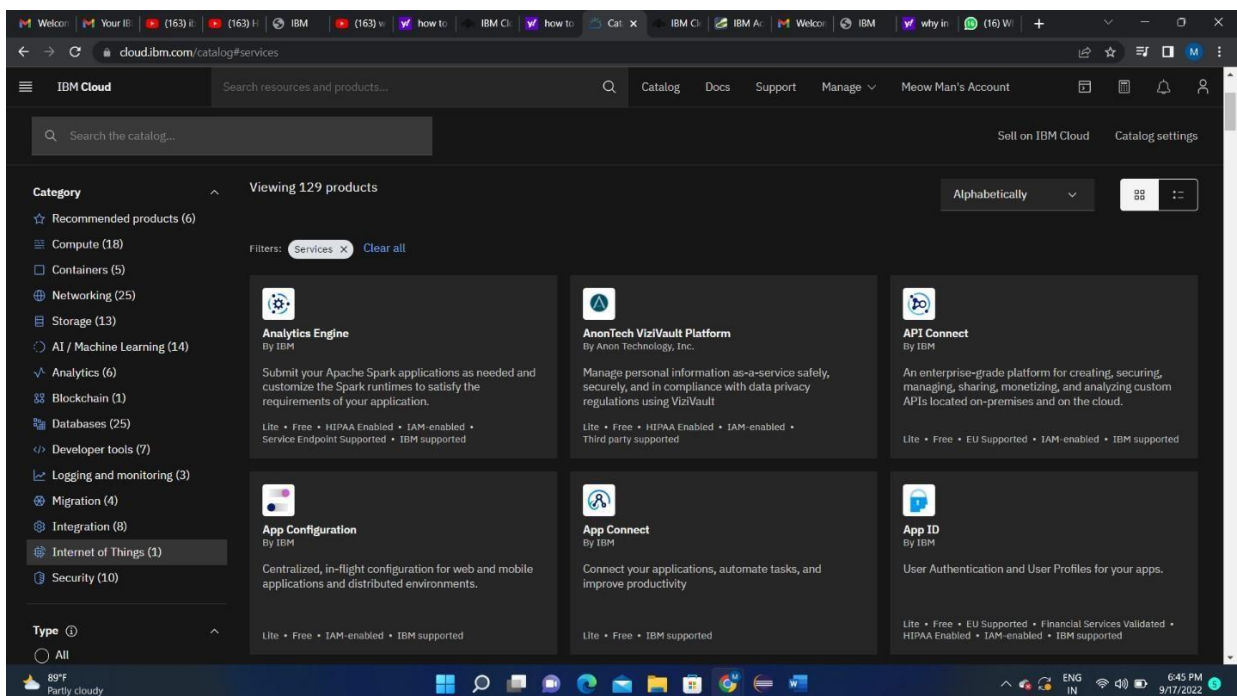 Welcon
Your IB
(163) it
(163) H
IBM
(163) w
how to
IBM Cl
how to
Cat
IBM Cl
IBM Ac
Welcor
IBM
why in
(16) W
cloud.ibm.com/catalog#services
M
IBM Cloud
Search resources and products...
Catalog
Docs
Support
Manage
Meow Man's Account
Search the catalog...
Sell on IBM Cloud
Catalog settings
Category
Recommended products (6)
Compute (18)
Containers (5)
Networking (25)
Storage (13)
AI / Machine Learning (14)
Analytics (6)
Blockchain (1)
Databases (25)
Developer tools (7)
Logging and monitoring (3)
Migration (4)
Integration (8)
Internet of Things (1)
Security (10)
Type
All
Viewing 129 products
Alphabetically
Filters: Services
Clear all
Analytics Engine
By IBM
Submit your Apache Spark applications as needed and
customize the Spark runtimes to satisfy the
requirements of your application.
Lite • Free • HIPAA Enabled • IAM-enabled •
Service Endpoint Supported • IBM supported
AnonTech ViziVault Platform
By Anon Technology, Inc.
Manage personal information as-a-service safely,
securely, and in compliance with data privacy
regulations using ViziVault
Lite • Free • HIPAA Enabled • IAM-enabled •
Third party supported
API Connect
By IBM
An enterprise-grade platform for creating, securing,
managing, sharing, monetizing, and analyzing custom
APIs located on-premises and on the cloud.
Lite • Free • EU Supported • IAM-enabled • IBM supported
App Configuration
By IBM
Centralized, in-flight configuration for web and mobile
applications and distributed environments.
Lite • Free • IAM-enabled • IBM supported
App Connect
By IBM
Connect your applications, automate tasks, and
improve productivity
Lite • Free • IBM supported
App ID
By IBM
User Authentication and User Profiles for your apps.
Lite • Free • EU Supported • Financial Services Validated •
HIPAA Enabled • IAM-enabled • IBM supported
89°F
Partly cloudy
ENG
IN
6:45 PM
9/17/2022
5